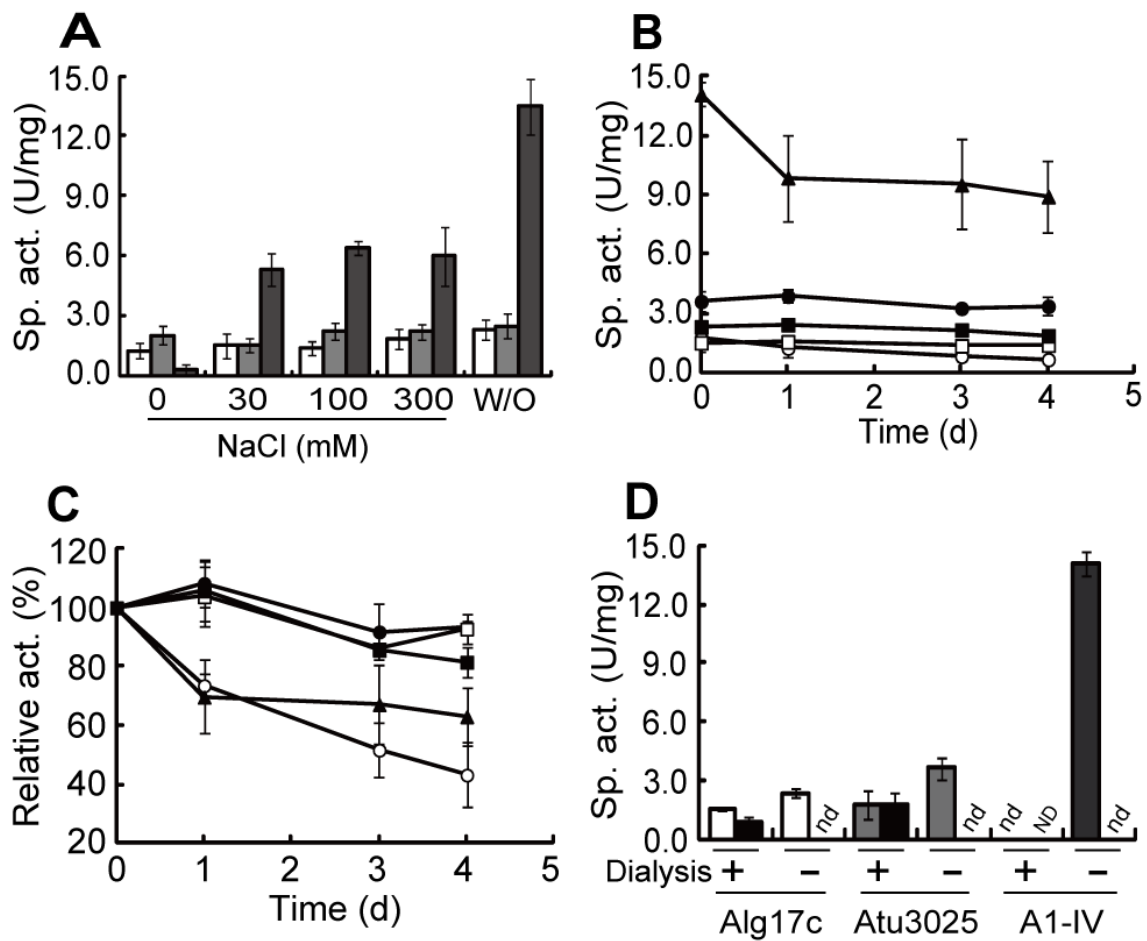 A
Sp. act. (U/mg)
15.0
12.0
9.0
6.0
3.0
0.0
0 30 100 300 W/O
NaCl (mM)
B
Sp. act. (U/mg)
15.0
12.0
9.0
6.0
3.0
0.0
0 1 2 3 4 5
Time (d)
C
Relative act. (%)
120
100
80
60
40
20
0 1 2 3 4 5
Time (d)
D
Sp. act. (U/mg)
15.0
12.0
9.0
6.0
3.0
0.0
nd nd nd ND nd
Dialysis + − + − + −
Alg17c Atu3025 A1-IV